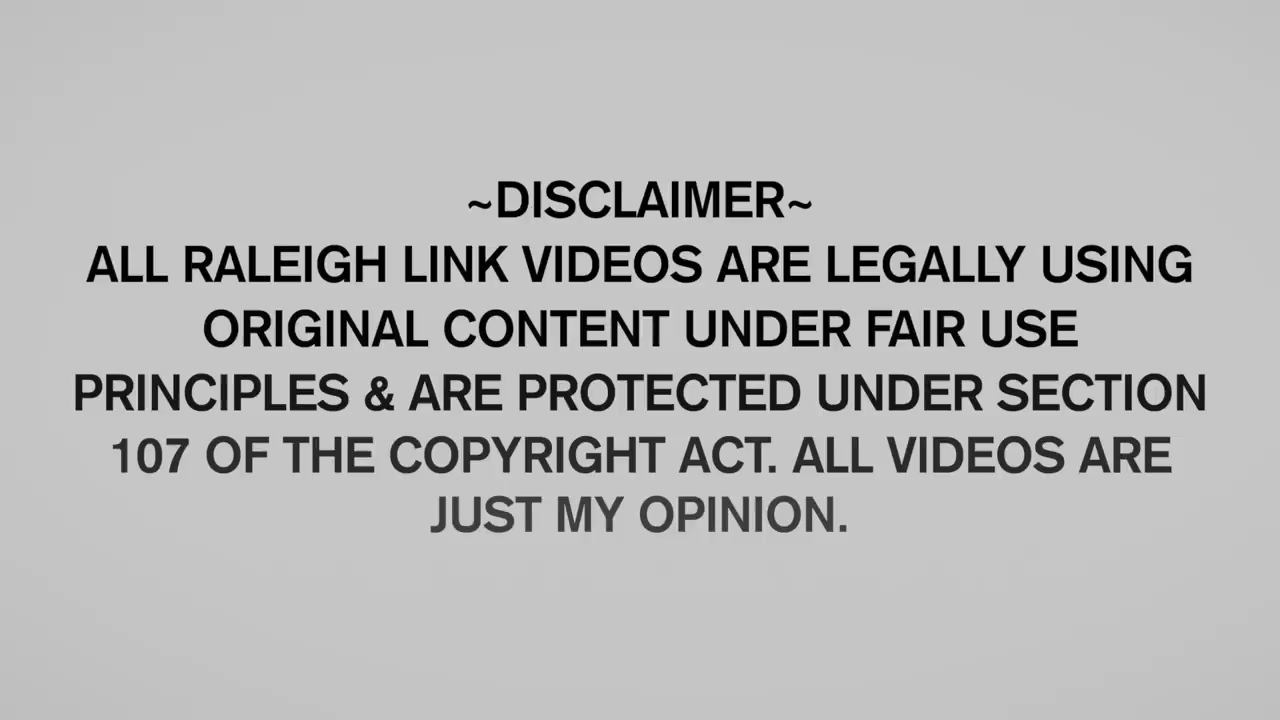 ~DISCLAIMER~
ALL RALEIGH LINK VIDEOS ARE LEGALLY USING
ORIGINAL CONTENT UNDER FAIR USE
PRINCIPLES & ARE PROTECTED UNDER SECTION
107 OF THE COPYRIGHT ACT. ALL VIDEOS ARE
JUST MY OPINION.